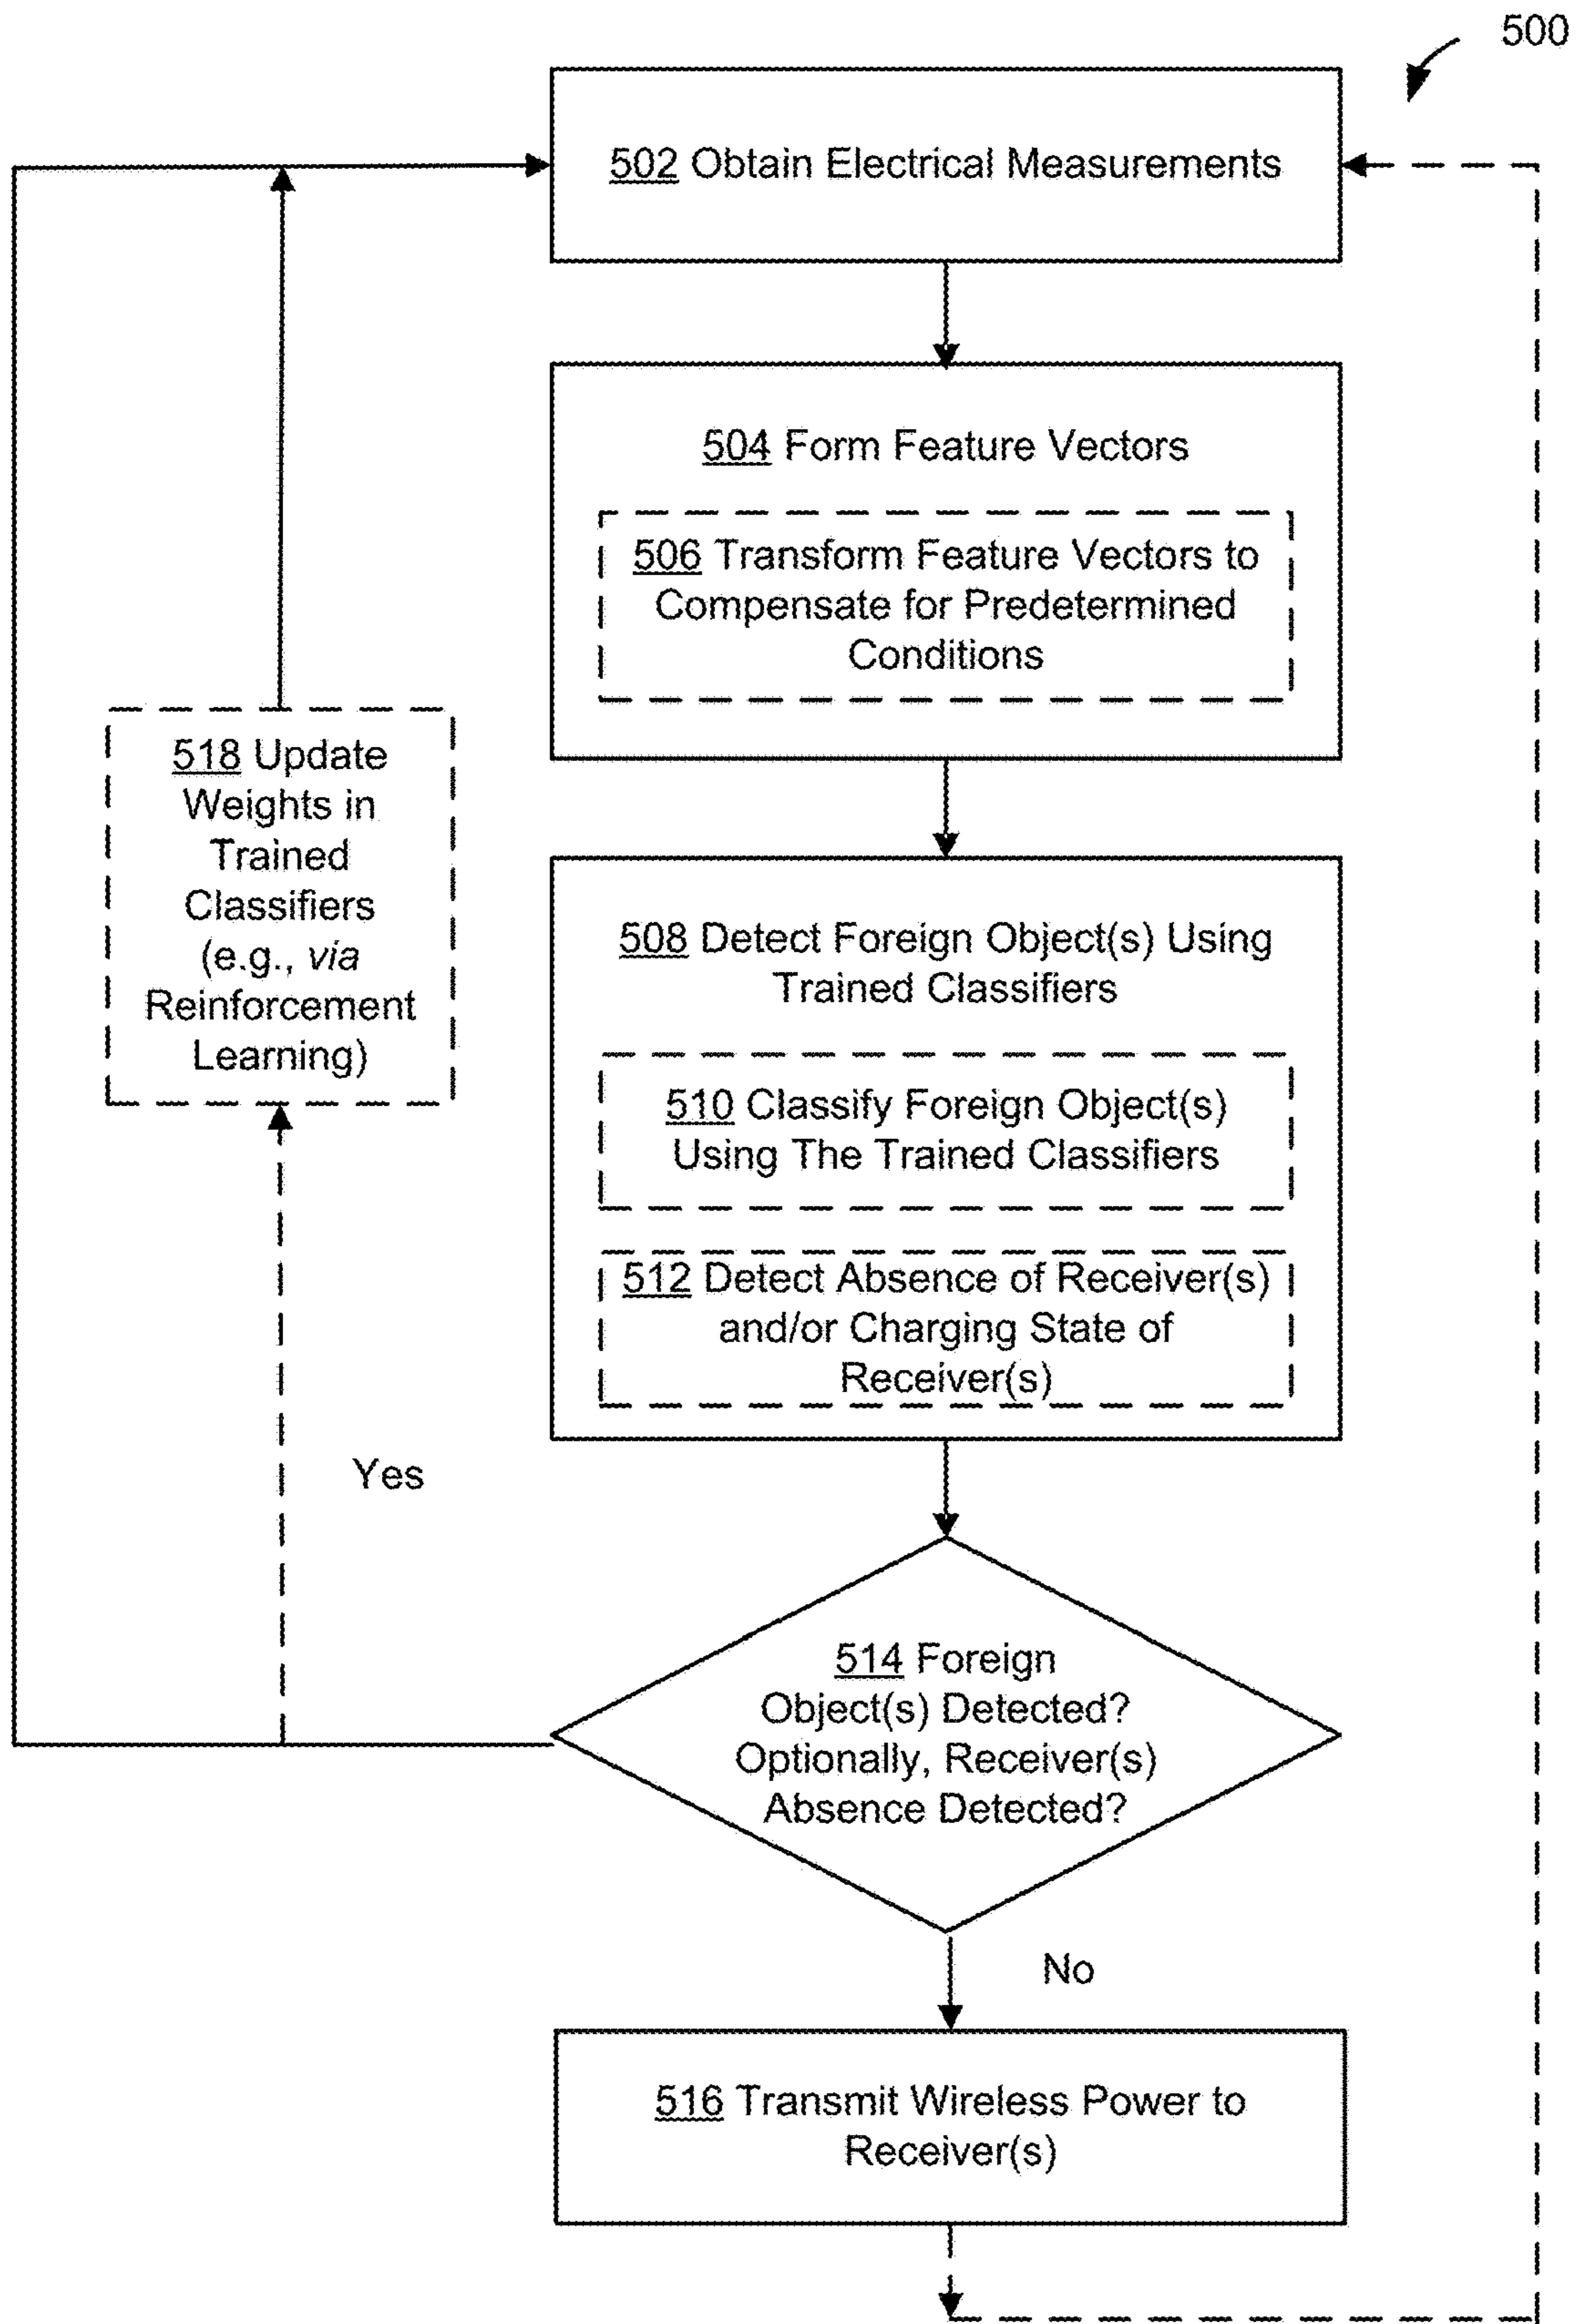 500
502 Obtain Electrical Measurements
504 Form Feature Vectors
506 Transform Feature Vectors to
Compensate for Predetermined
Conditions
518 Update
Weights in
Trained
Classifiers
(e.g., via
Reinforcement
Learning)
508 Detect Foreign Object(s) Using
Trained Classifiers
510 Classify Foreign Object(s)
Using The Trained Classifiers
512 Detect Absence of Receiver(s)
and/or Charging State of
Receiver(s)
Yes
514 Foreign
Object(s) Detected?
Optionally, Receiver(s)
Absence Detected?
No
516 Transmit Wireless Power to
Receiver(s)